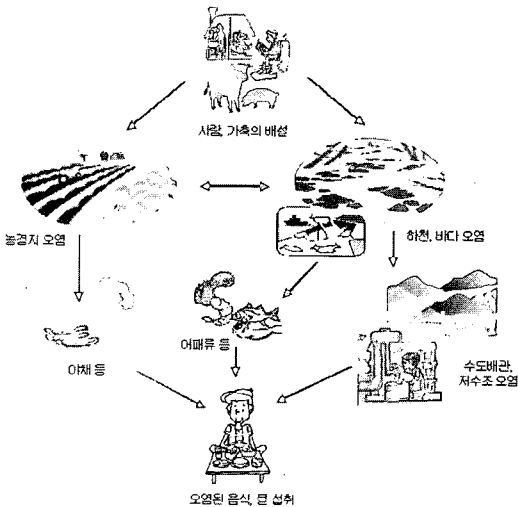 사람, 가축의 배설
농경지 오염
하천, 바다 오염
야채 등
어패류 등
수도배관,
저수조 오염
오염된 음식, 물 섭취